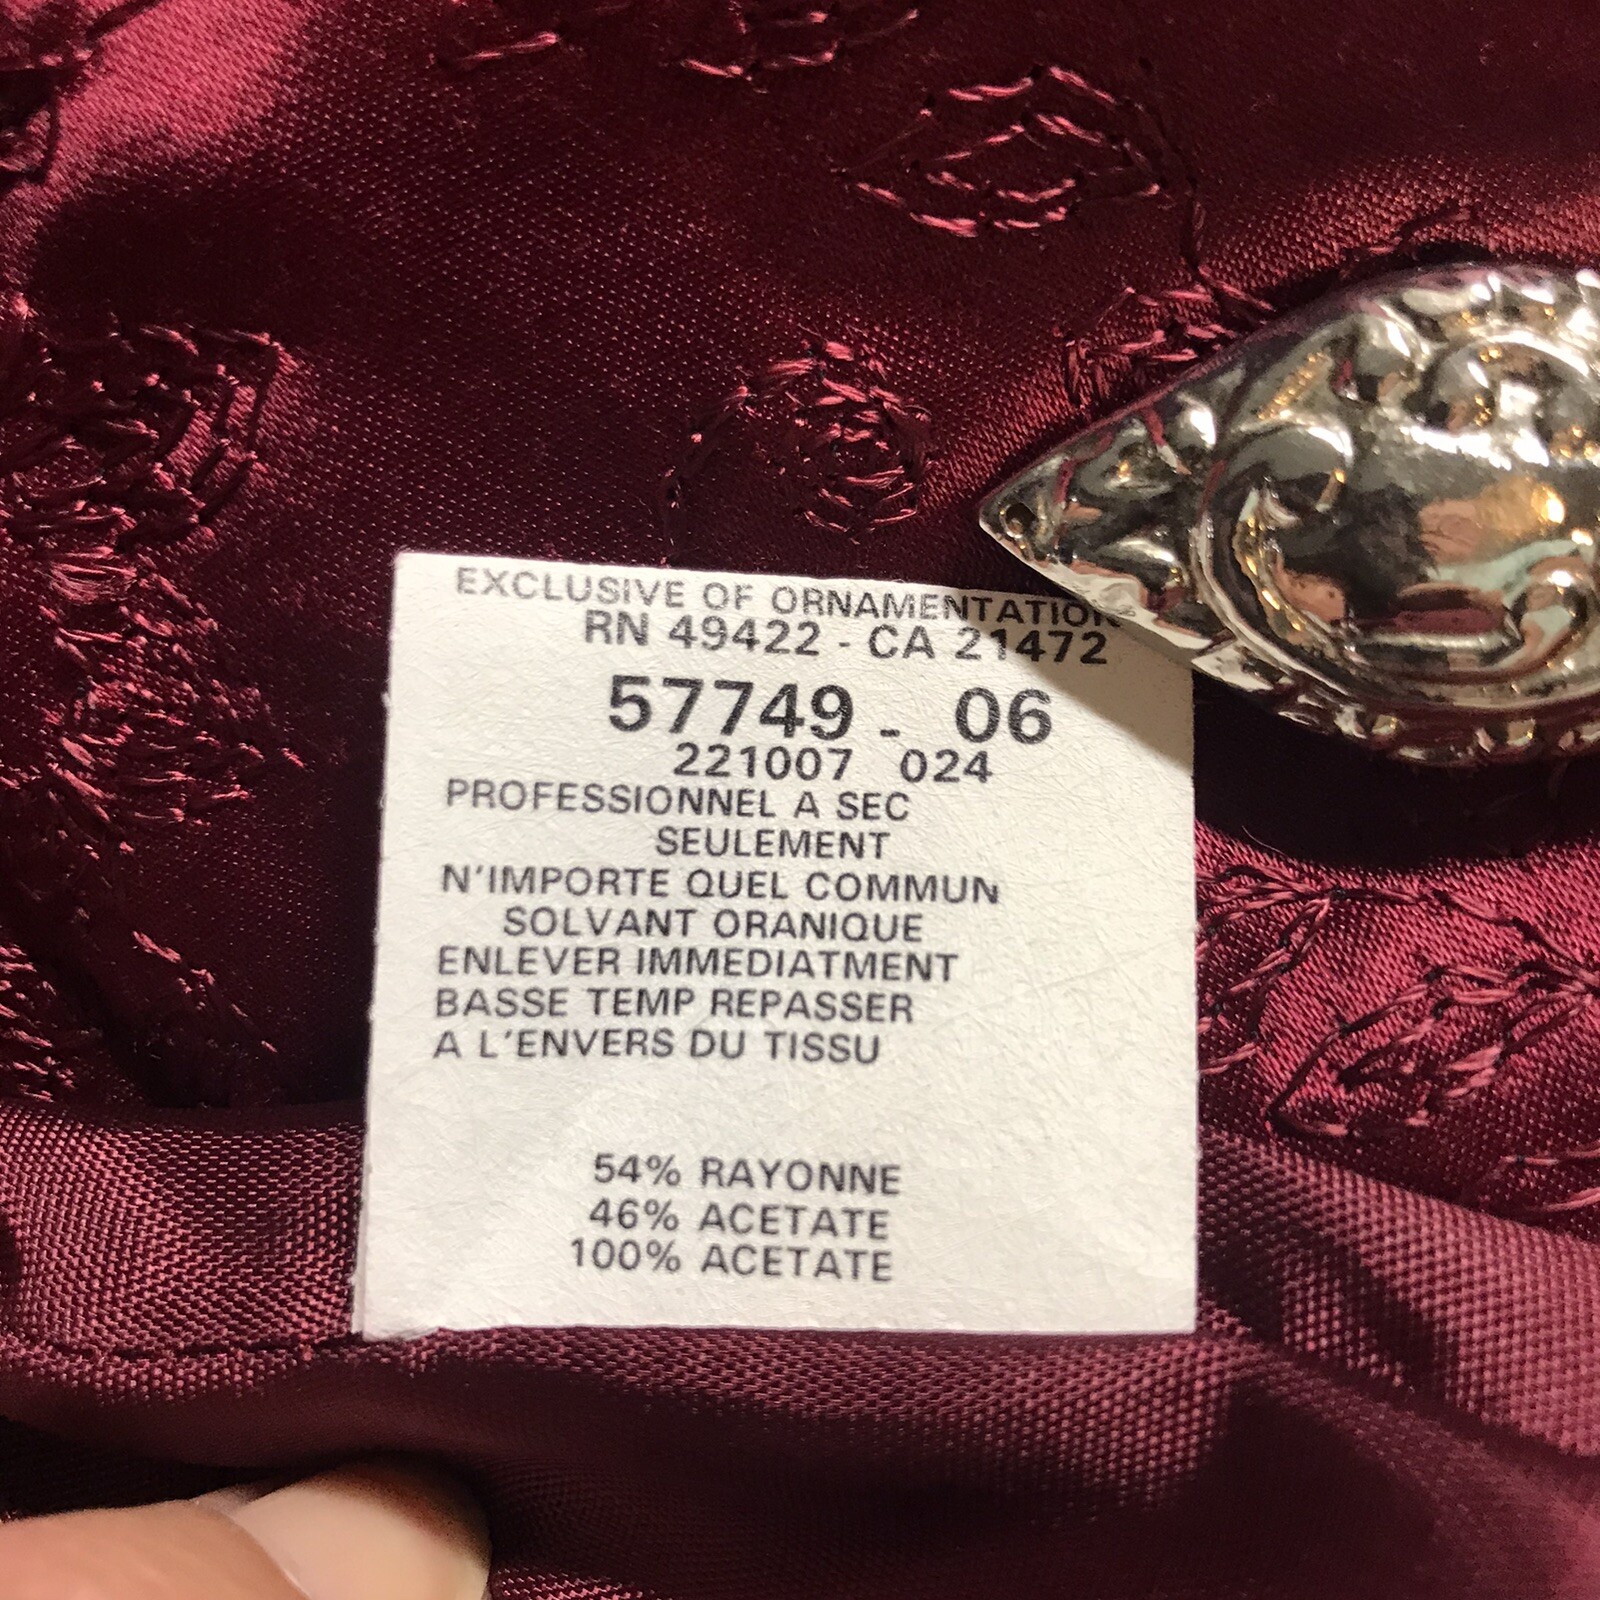 EXCLUSIVE OF ORNAMENTATION
RN 49422 - CA 21472
57749 - 06
221007 024
PROFESSIONNEL A SEC
SEULEMENT
N'IMPORTE QUEL COMMUN
SOLVANT ORANIQUE
ENLEVER IMMEDIATMENT
BASSE TEMP REPASSER
A L'ENVERS DU TISSU
54% RAYONNE
46% ACETATE
100% ACETATE